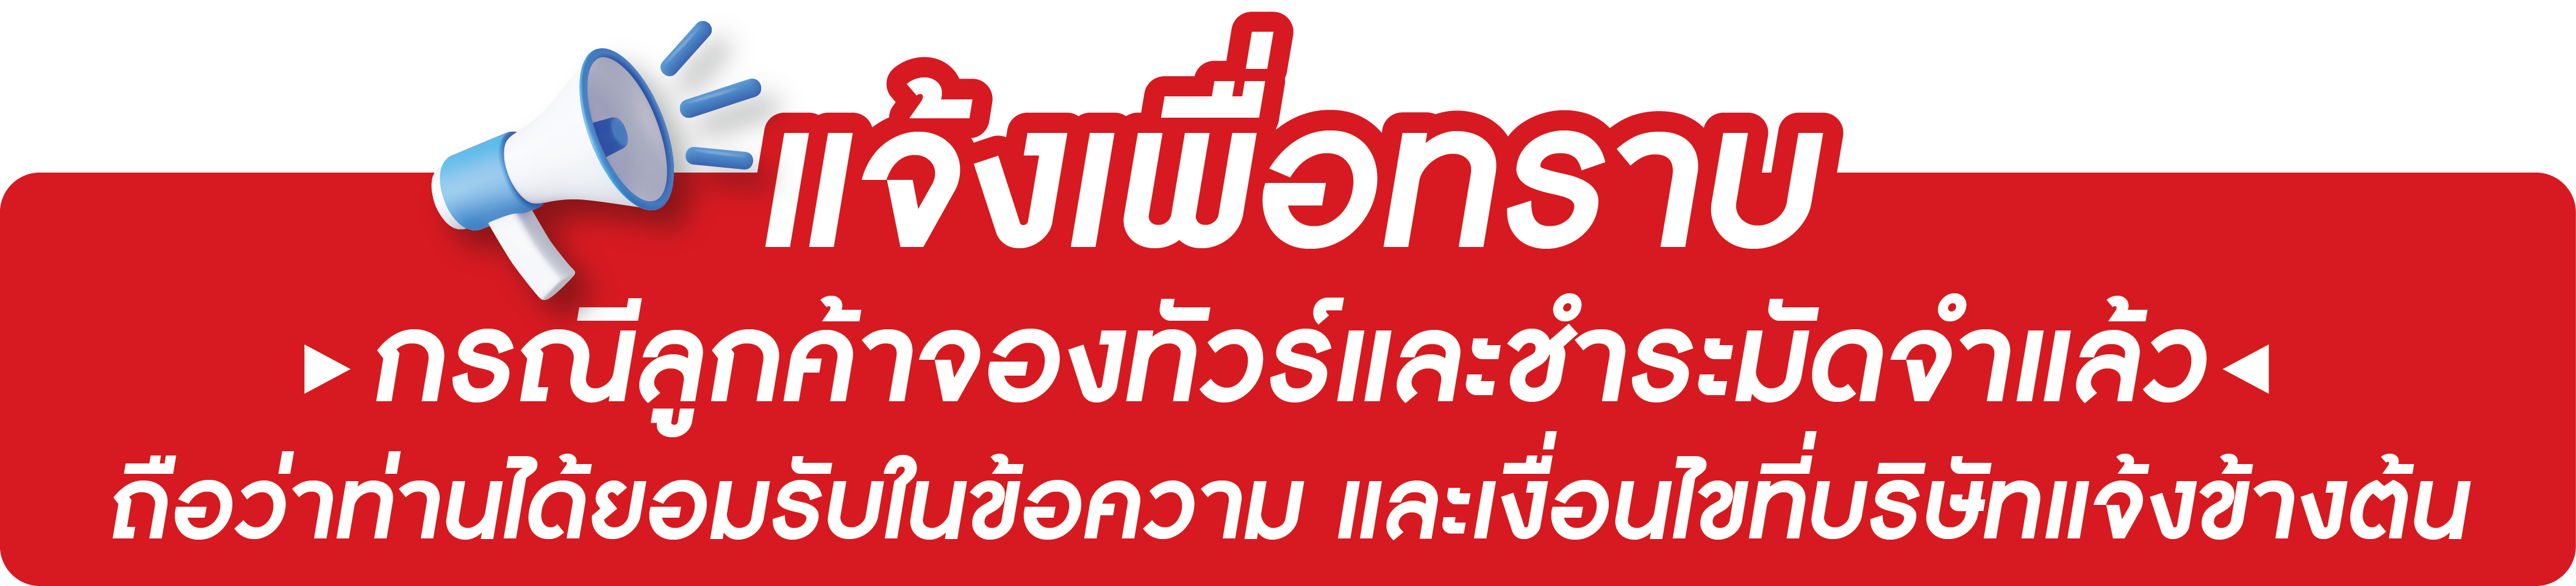 แจ้งเพื่อทราบ
กรณีลูกค้าจองทัวร์และชำระมัดจำแล้ว
ถือว่าท่านได้ยอมรับในข้อความ และเงื่อนไขที่บริษัทแจ้งข้างต้น